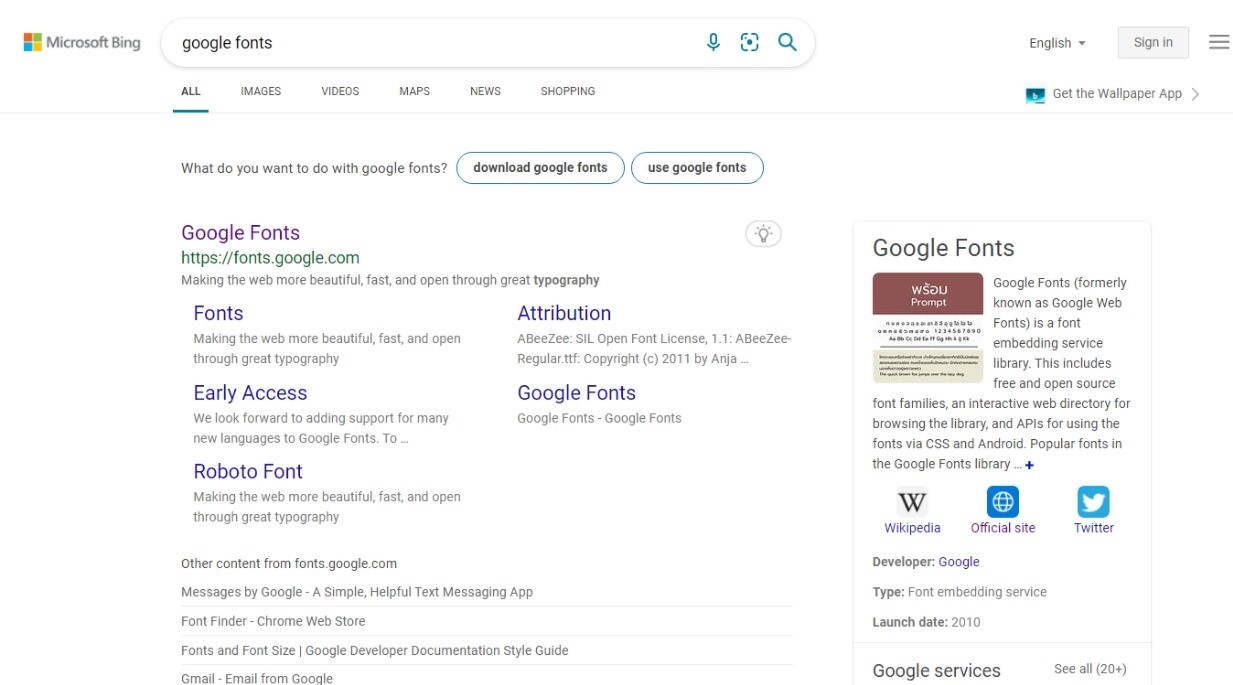 Microsoft Bing
google fonts
English
Sign in
ALL
IMAGES
VIDEOS
MAPS
NEWS
SHOPPING
Get the Wallpaper App
What do you want to do with google fonts?
download google fonts
use google fonts
Google Fonts
https://fonts.google.com
Making the web more beautiful, fast, and open through great typography
Fonts
Making the web more beautiful, fast, and open
through great typography
Attribution
ABeeZee: SIL Open Font License, 1.1: ABeeZee-
Regular.ttf: Copyright (c) 2011 by Anja ...
Early Access
We look forward to adding support for many
new languages to Google Fonts. To ...
Google Fonts
Google Fonts - Google Fonts
Roboto Font
Making the web more beautiful, fast, and open
through great typography
Other content from fonts.google.com
Messages by Google - A Simple, Helpful Text Messaging App
Font Finder - Chrome Web Store
Fonts and Font Size | Google Developer Documentation Style Guide
Gmail - Email from Google
Google Fonts
พร้อม
Prompt
1 2 3 4 5 6 7 8 9 0
Aa Bb Cc Dd Ee Ff Gg Hh Ii Jj Kk
The quick brown fox jumps over the lazy dog.
Google Fonts (formerly
known as Google Web
Fonts) is a font
embedding service
library. This includes
free and open source
font families, an interactive web directory for
browsing the library, and APIs for using the
fonts via CSS and Android. Popular fonts in
the Google Fonts library ... +
W
Wikipedia
Official site
Twitter
Developer: Google
Type: Font embedding service
Launch date: 2010
Google services
See all (20+)